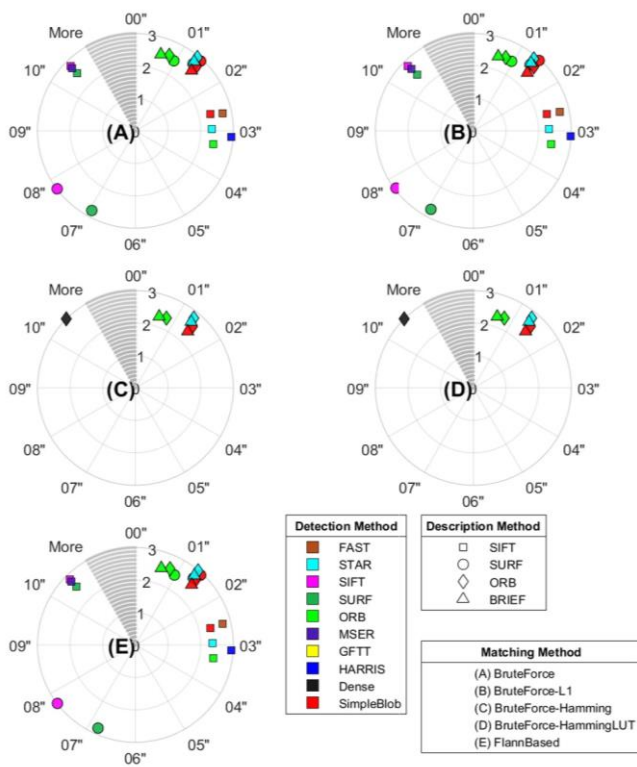 00"
More 3 01"
10" 2 02"
1
09" (A) 0 03"
08" 04"
07" 05"
06"
00"
More 3 01"
10" 2 02"
1
09" (B) 0 03"
08" 04"
07" 05"
06"
00"
More 3 01"
10" 2 02"
1
09" (C) 0 03"
08" 04"
07" 05"
06"
00"
More 3 01"
10" 2 02"
1
09" (D) 0 03"
08" 04"
07" 05"
06"
00"
More 3 01"
10" 2 02"
1
09" (E) 0 03"
08" 04"
07" 05"
06"
Detection Method
FAST
STAR
SIFT
SURF
ORB
MSER
GFTT
HARRIS
Dense
SimpleBlob
Description Method
SIFT
SURF
ORB
BRIEF
Matching Method
(A) BruteForce
(B) BruteForce-L1
(C) BruteForce-Hamming
(D) BruteForce-HammingLUT
(E) FlannBased